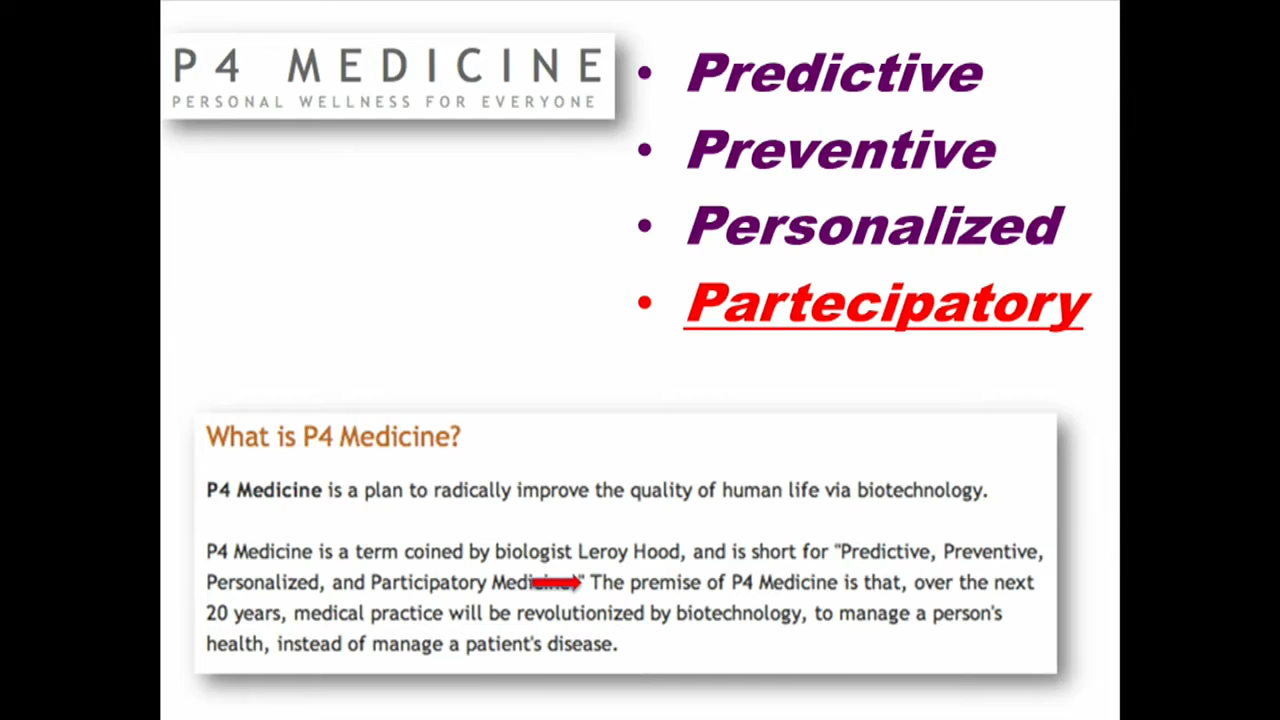 P4 MEDICINE
PERSONAL WELLNESS FOR EVERYONE
• Predictive
• Preventive
• Personalized
• Partecipatory
What is P4 Medicine?
P4 Medicine is a plan to radically improve the quality of human life via biotechnology.
P4 Medicine is a term coined by biologist Leroy Hood, and is short for "Predictive, Preventive,
Personalized, and Participatory Medicine." The premise of P4 Medicine is that, over the next
20 years, medical practice will be revolutionized by biotechnology, to manage a person's
health, instead of manage a patient's disease.